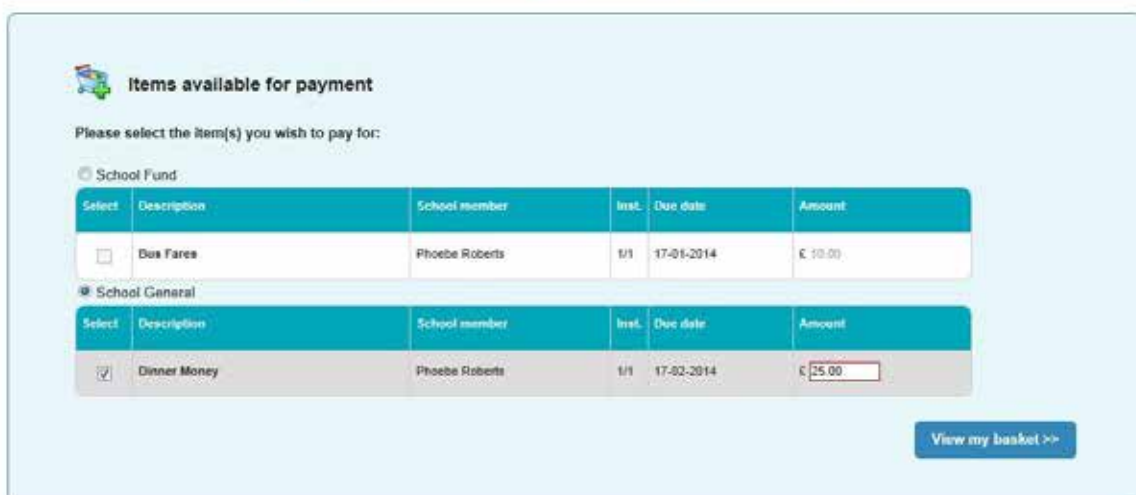 Items available for payment
Please select the item(s) you wish to pay for:
School Fund
Select Description School member Inst. Due date Amount
Bus Fares Phoebe Roberts 1/1 17-01-2014 £ 10.00
School General
Select Description School member Inst. Due date Amount
Dinner Money Phoebe Roberts 1/1 17-02-2014 £ 25.00
View my basket >>